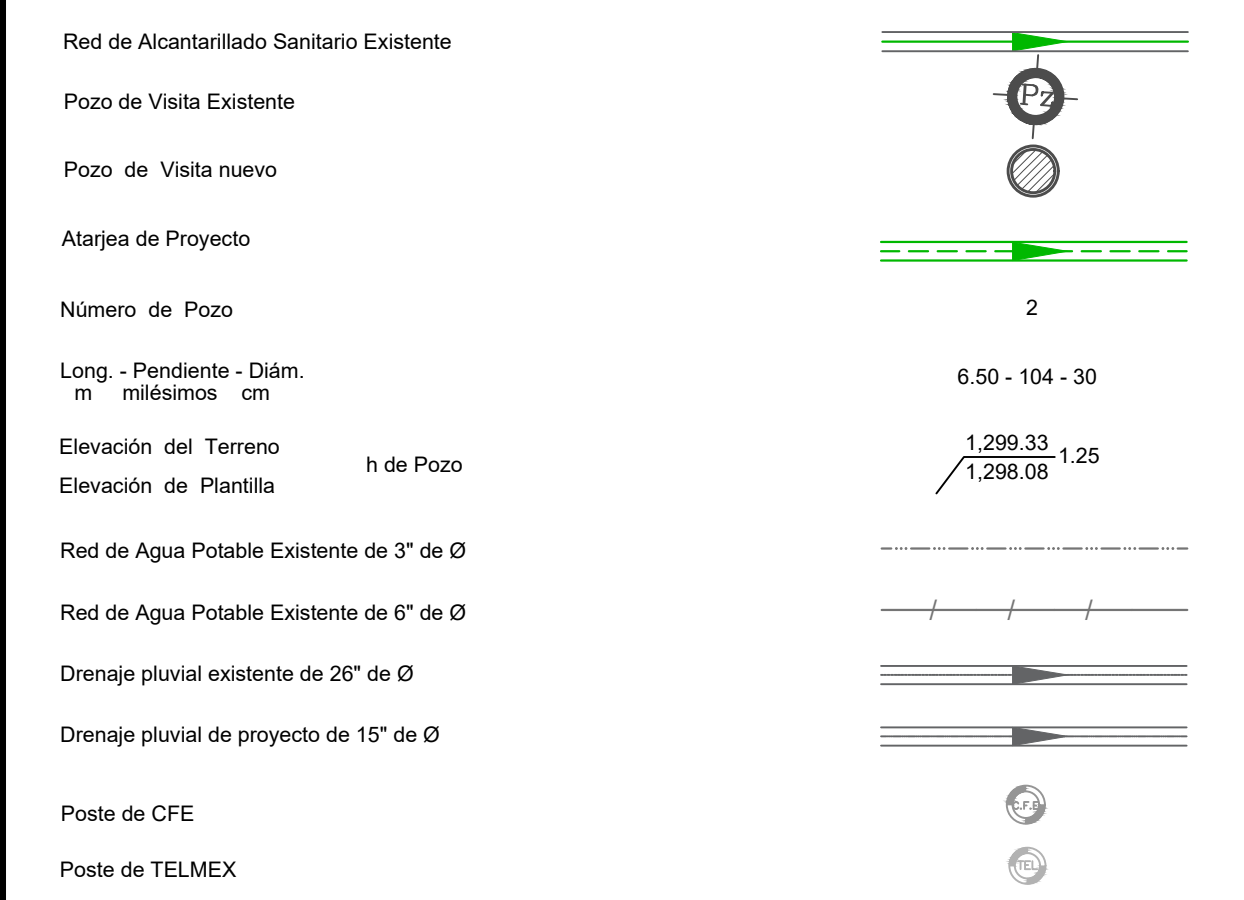 Red de Alcantarillado Sanitario Existente
Pozo de Visita Existente
Pz
Pozo de Visita nuevo
Atarjea de Proyecto
Número de Pozo
2
Long. - Pendiente - Diám.
m milésimos cm
6.50 - 104 - 30
Elevación del Terreno
h de Pozo
Elevación de Plantilla
1,299.33
1.25
1,298.08
Red de Agua Potable Existente de 3" de Ø
Red de Agua Potable Existente de 6" de Ø
Drenaje pluvial existente de 26" de Ø
Drenaje pluvial de proyecto de 15" de Ø
Poste de CFE
C.F.E
Poste de TELMEX
TEL